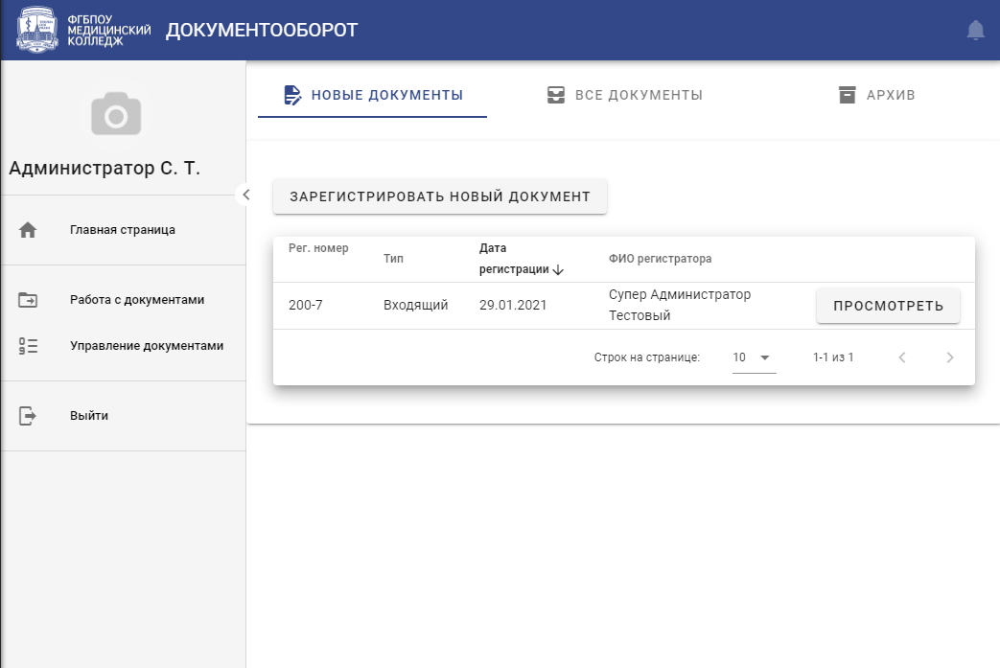 ФГБПОУ
МЕДИЦИНСКИЙ
КОЛЛЕДЖ
ДОКУМЕНТООБОРОТ
Администратор С. Т.
Главная страница
Работа с документами
Управление документами
Выйти
НОВЫЕ ДОКУМЕНТЫ
ВСЕ ДОКУМЕНТЫ
АРХИВ
ЗАРЕГИСТРИРОВАТЬ НОВЫЙ ДОКУМЕНТ
Рег. номер
Тип
Дата
регистрации
ФИО регистратора
200-7
Входящий
29.01.2021
Супер Администратор
Тестовый
ПРОСМОТРЕТЬ
Строк на странице:
10
1-1 из 1